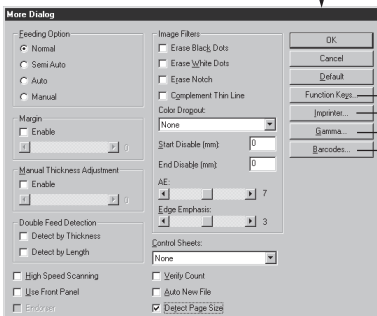 More Dialog
Feeding Option
Normal
Semi Auto
Auto
Manual
Margin
Enable
0
Manual Thickness Adjustment
Enable
0
Double Feed Detection
Detect by Thickness
Detect by Length
High Speed Scanning
Use Front Panel
Endorser
Image Filters
Erase Black Dots
Erase White Dots
Erase Notch
Complement Thin Line
Color Dropout:
None
Start Disable (mm): 0
End Disable (mm): 0
AE:
7
Edge Emphasis:
3
Control Sheets:
None
Verify Count
Auto New File
Detect Page Size
OK
Cancel
Default
Function Keys...
Imprinter...
Gamma...
Barcodes...